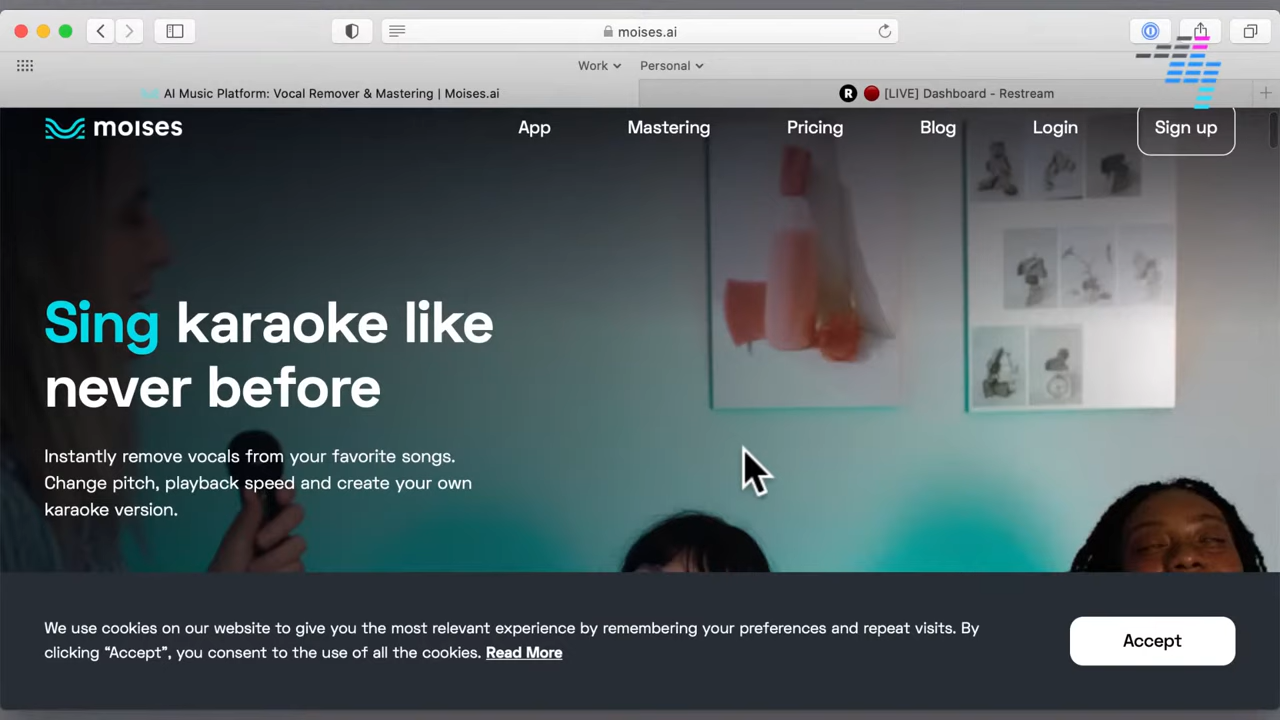 moises.ai
Work Personal
AI Music Platform: Vocal Remover & Mastering | Moises.ai
R [LIVE] Dashboard - Restream
moises App Mastering Pricing Blog Login Sign up
Sing karaoke like
never before
Instantly remove vocals from your favorite songs.
Change pitch, playback speed and create your own
karaoke version.
We use cookies on our website to give you the most relevant experience by remembering your preferences and repeat visits. By
clicking “Accept”, you consent to the use of all the cookies. Read More
Accept